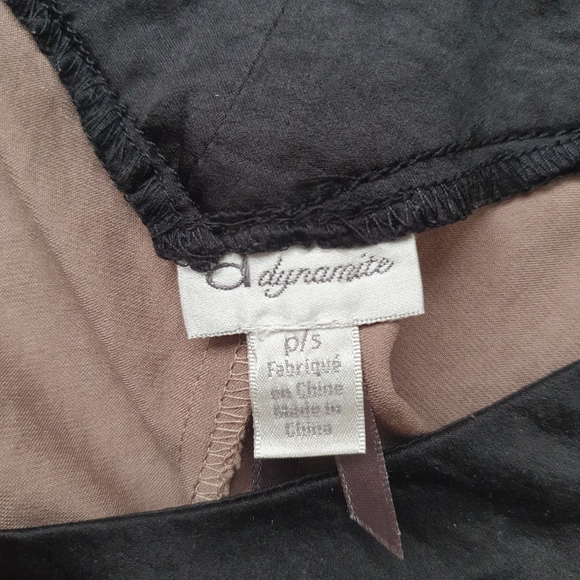 d dynamite
p/s
Fabriqué
en Chine
Made in
China